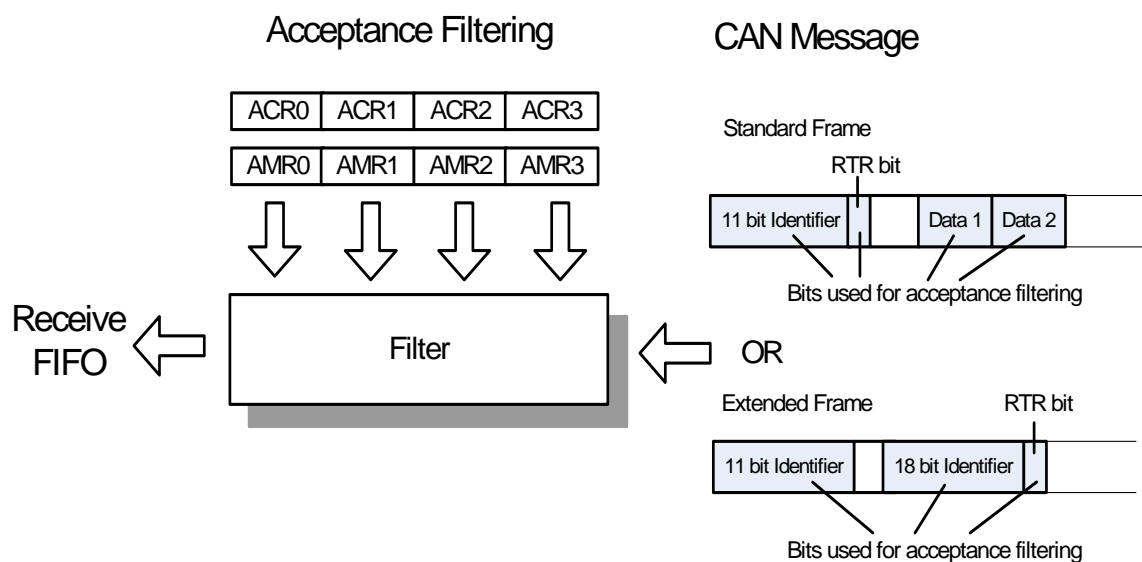 Acceptance Filtering
CAN Message
ACR0 ACR1 ACR2 ACR3
AMR0 AMR1 AMR2 AMR3
Standard Frame
RTR bit
11 bit Identifier Data 1 Data 2
Bits used for acceptance filtering
Receive
FIFO
Filter
OR
Extended Frame
RTR bit
11 bit Identifier 18 bit Identifier
Bits used for acceptance filtering